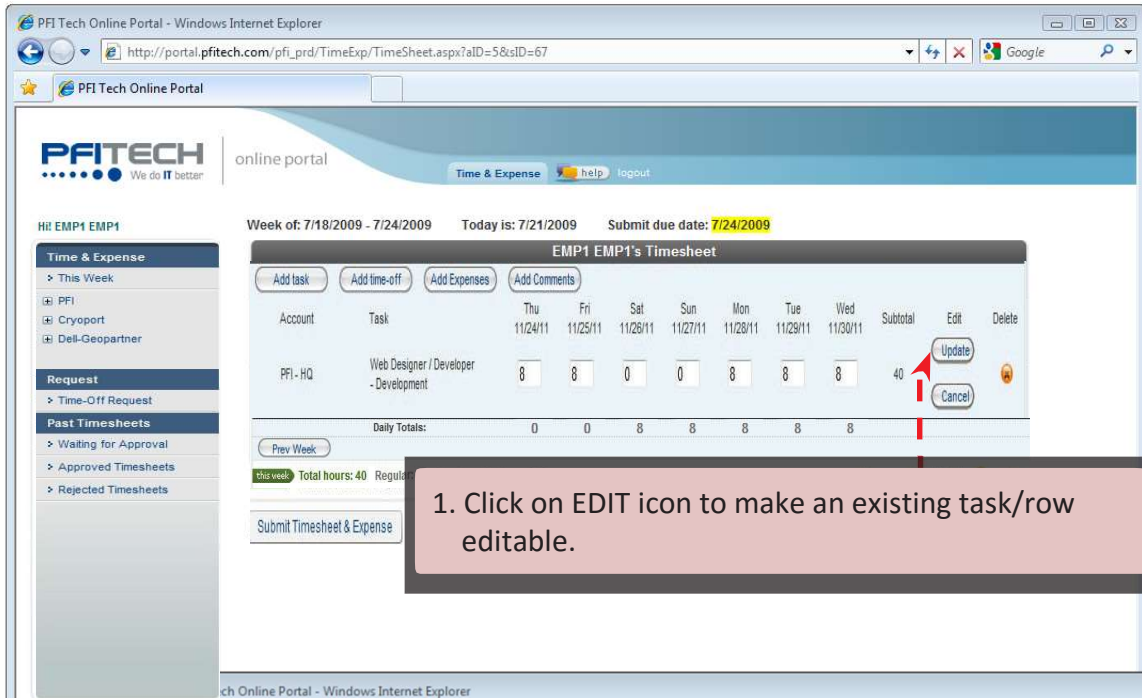 PFI Tech Online Portal - Windows Internet Explorer
http://portal.pfitech.com/pfi_prd/TimeExp/TimeSheet.aspx?aID=5&sID=67
Google
PFI Tech Online Portal
PFITECH
We do IT better
online portal
Time & Expense help logout
Hi! EMP1 EMP1
Week of: 7/18/2009 - 7/24/2009 Today is: 7/21/2009 Submit due date: 7/24/2009
Time & Expense
This Week
PFI
Cryoport
Dell-Geopartner
Request
Time-Off Request
Past Timesheets
Waiting for Approval
Approved Timesheets
Rejected Timesheets
EMP1 EMP1's Timesheet
Add task Add time-off Add Expenses Add Comments
Account Task Thu 11/24/11 Fri 11/25/11 Sat 11/26/11 Sun 11/27/11 Mon 11/28/11 Tue 11/29/11 Wed 11/30/11 Subtotal Edit Delete
PFI - HQ Web Designer / Developer - Development 8 8 0 0 8 8 8 40 Update Cancel
Daily Totals: 0 0 8 8 8 8 8
Prev Week
this week Total hours: 40 Regular:
Submit Timesheet & Expense
1. Click on EDIT icon to make an existing task/row
editable.
ch Online Portal - Windows Internet Explorer